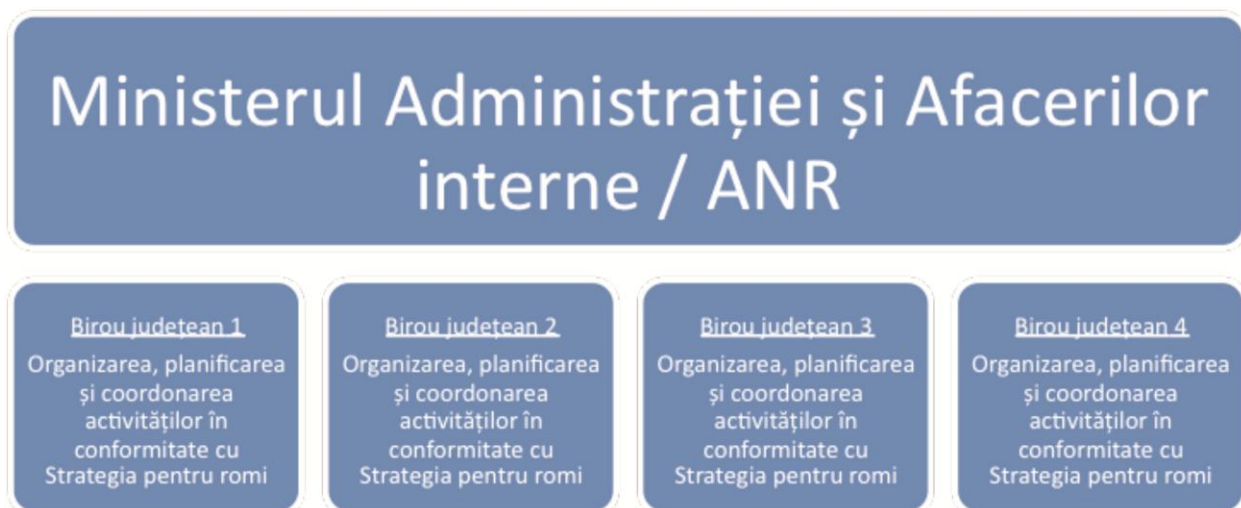 Ministerul Administrației și Afacerilor
interne / ANR
Birou județean 1
Organizarea, planificarea
și coordonarea
activităților în
conformitate cu
Strategia pentru romi
Birou județean 2
Organizarea, planificarea
și coordonarea
activităților în
conformitate cu
Strategia pentru romi
Birou județean 3
Organizarea, planificarea
și coordonarea
activităților în
conformitate cu
Strategia pentru romi
Birou județean 4
Organizarea, planificarea
și coordonarea
activităților în
conformitate cu
Strategia pentru romi